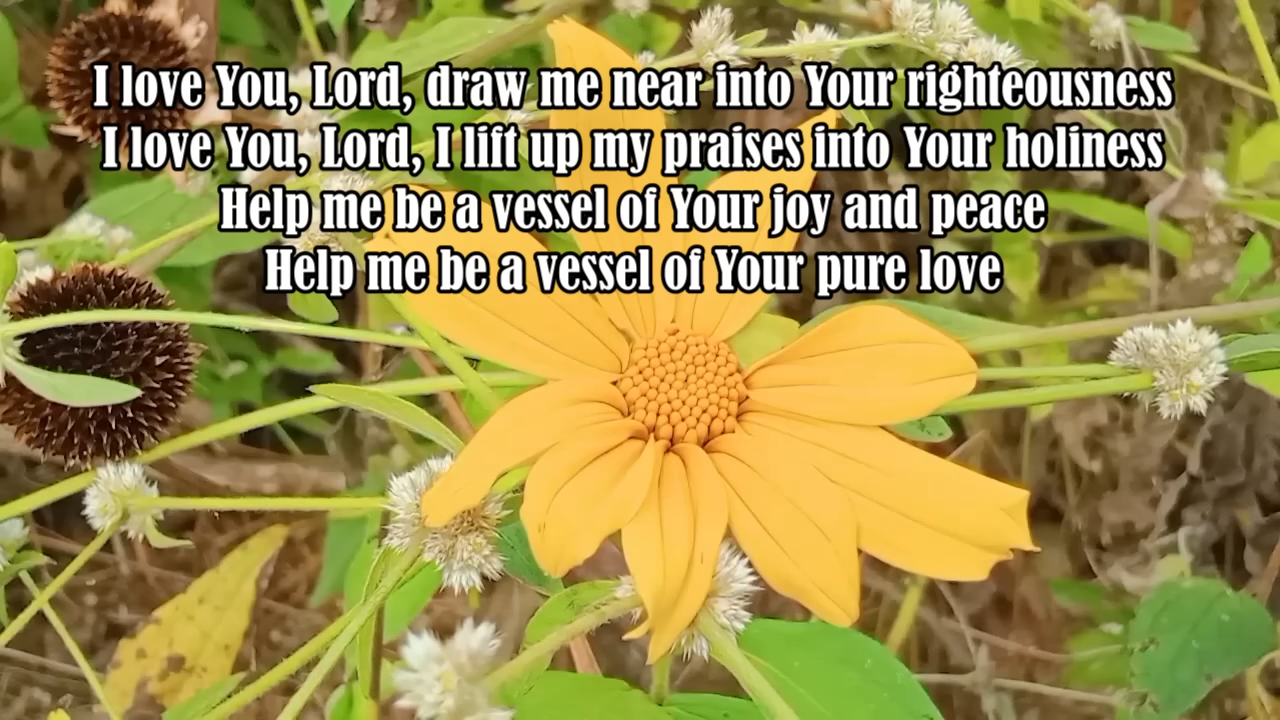 I love You, Lord, draw me near into Your righteousness
I love You, Lord, I lift up my praises into Your holiness
Help me be a vessel of Your joy and peace
Help me be a vessel of Your pure love